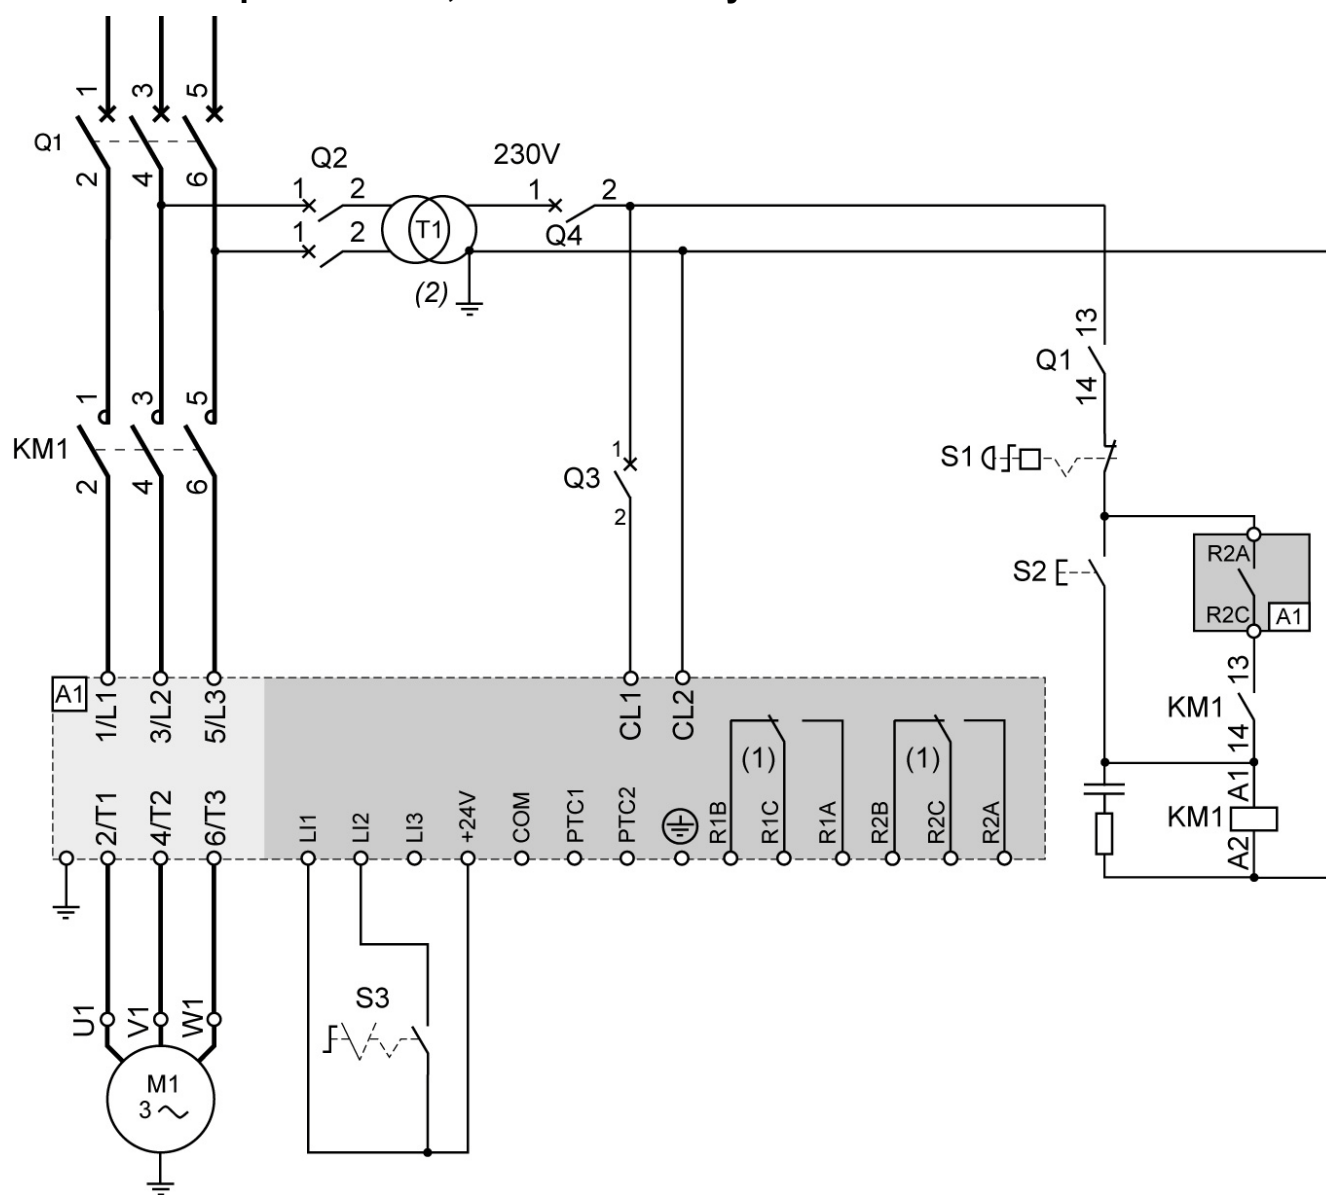 1 3 5
Q1
2 4 6
Q2
230V
1 2
T1
1 2
Q4
1 2
(2)
13
Q1
14
1 3 5
KM1
2 4 6
1
Q3
2
S1
S2
R2A
R2C
A1
13
KM1
14
A1
KM1
A2
A1
1/L1 3/L2 5/L3
CL1 CL2
(1) (1)
2/T1 4/T2 6/T3
LI1 LI2 LI3 +24V COM PTC1 PTC2 R1B R1C R1A R2B R2C R2A
S3
U1 V1 W1
M1
3